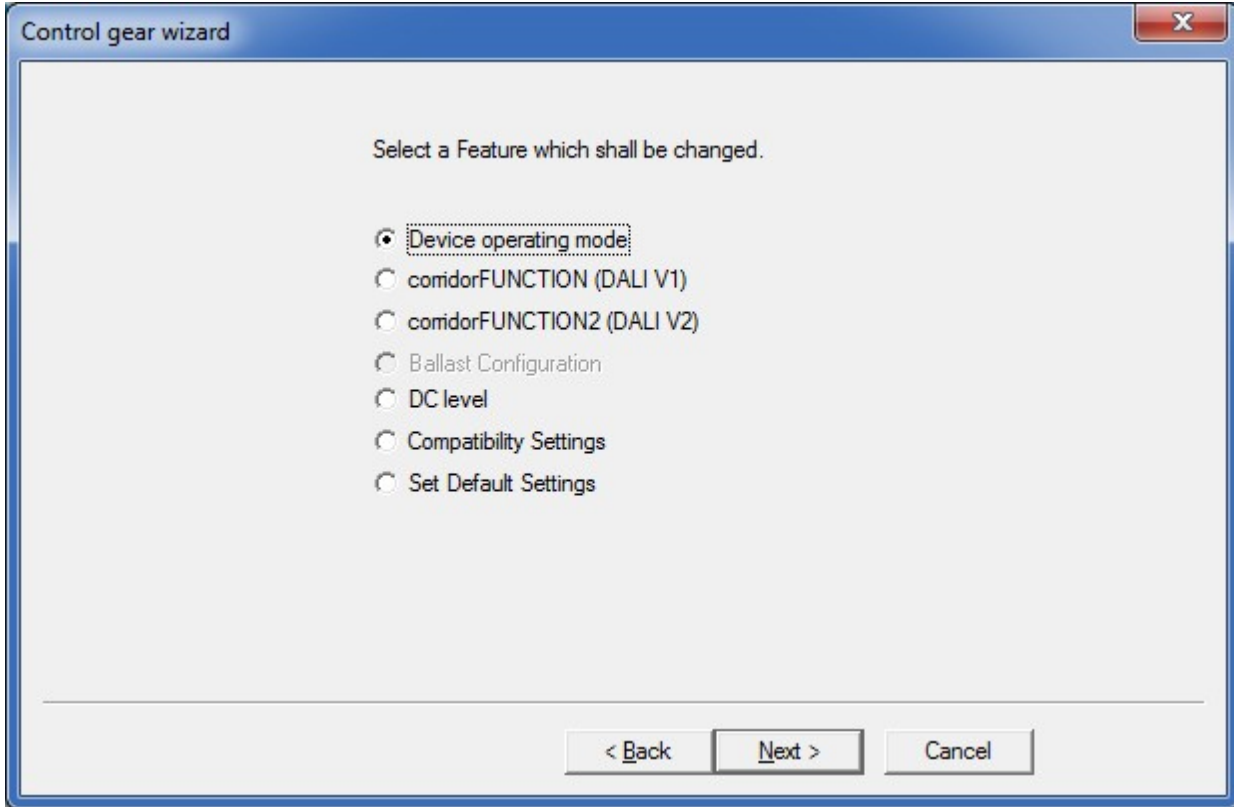 Control gear wizard
Select a Feature which shall be changed.
Device operating mode
corridorFUNCTION (DALI V1)
corridorFUNCTION2 (DALI V2)
Ballast Configuration
DC level
Compatibility Settings
Set Default Settings
< Back Next > Cancel